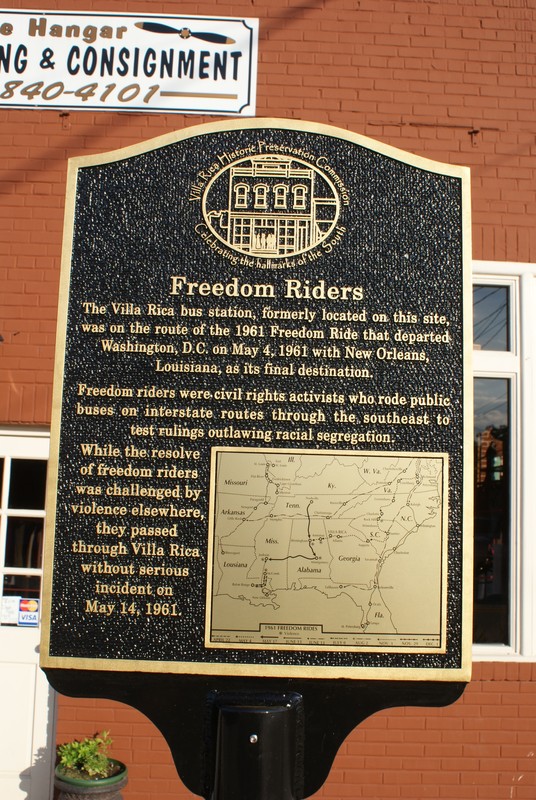 e Hangar
NG & CONSIGNMENT
840-4101
Villa Rica Historic Preservation Commission
Celebrating the hallmarks of the South
Freedom Riders
The Villa Rica bus station, formerly located on this site,
was on the route of the 1961 Freedom Ride that departed
Washington, D.C. on May 4, 1961 with New Orleans,
Louisiana, as its final destination.
Freedom riders were civil rights activists who rode public
buses on interstate routes through the southeast to
test rulings outlawing racial segregation.
While the resolve
of freedom riders
was challenged by
violence elsewhere,
they passed
through Villa Rica
without serious
incident on
May 14, 1961.
Ill.
W. Va.
Missouri
Ky.
Va.
Tenn.
Arkansas
N.C.
S.C.
Miss.
Georgia
Louisiana
Alabama
Fla.
1961 FREEDOM RIDES
VISA